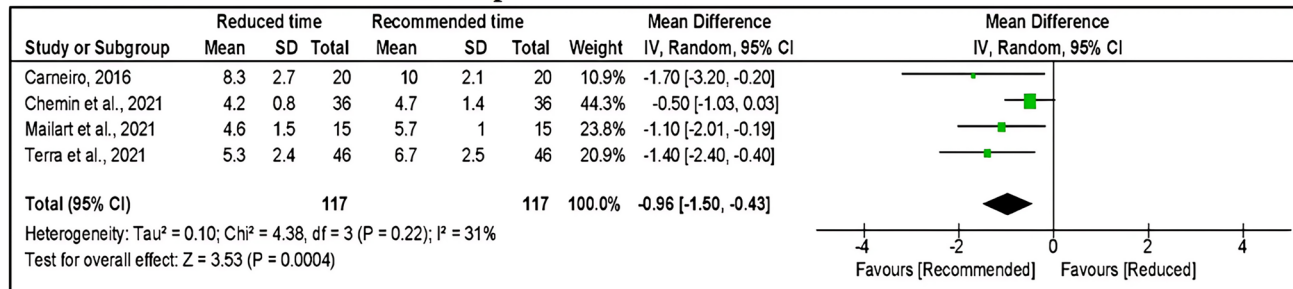 Reduced time Recommended time Mean Difference Mean Difference
Study or Subgroup Mean SD Total Mean SD Total Weight IV, Random, 95% CI IV, Random, 95% CI
Carneiro, 2016 8.3 2.7 20 10 2.1 20 10.9% -1.70 [-3.20, -0.20]
Chemin et al., 2021 4.2 0.8 36 4.7 1.4 36 44.3% -0.50 [-1.03, 0.03]
Mailart et al., 2021 4.6 1.5 15 5.7 1 15 23.8% -1.10 [-2.01, -0.19]
Terra et al., 2021 5.3 2.4 46 6.7 2.5 46 20.9% -1.40 [-2.40, -0.40]
Total (95% CI) 117 117 100.0% -0.96 [-1.50, -0.43]
Heterogeneity: Tau² = 0.10; Chi² = 4.38, df = 3 (P = 0.22); I² = 31%
Test for overall effect: Z = 3.53 (P = 0.0004)
-4 -2 0 2 4
Favours [Recommended] Favours [Reduced]